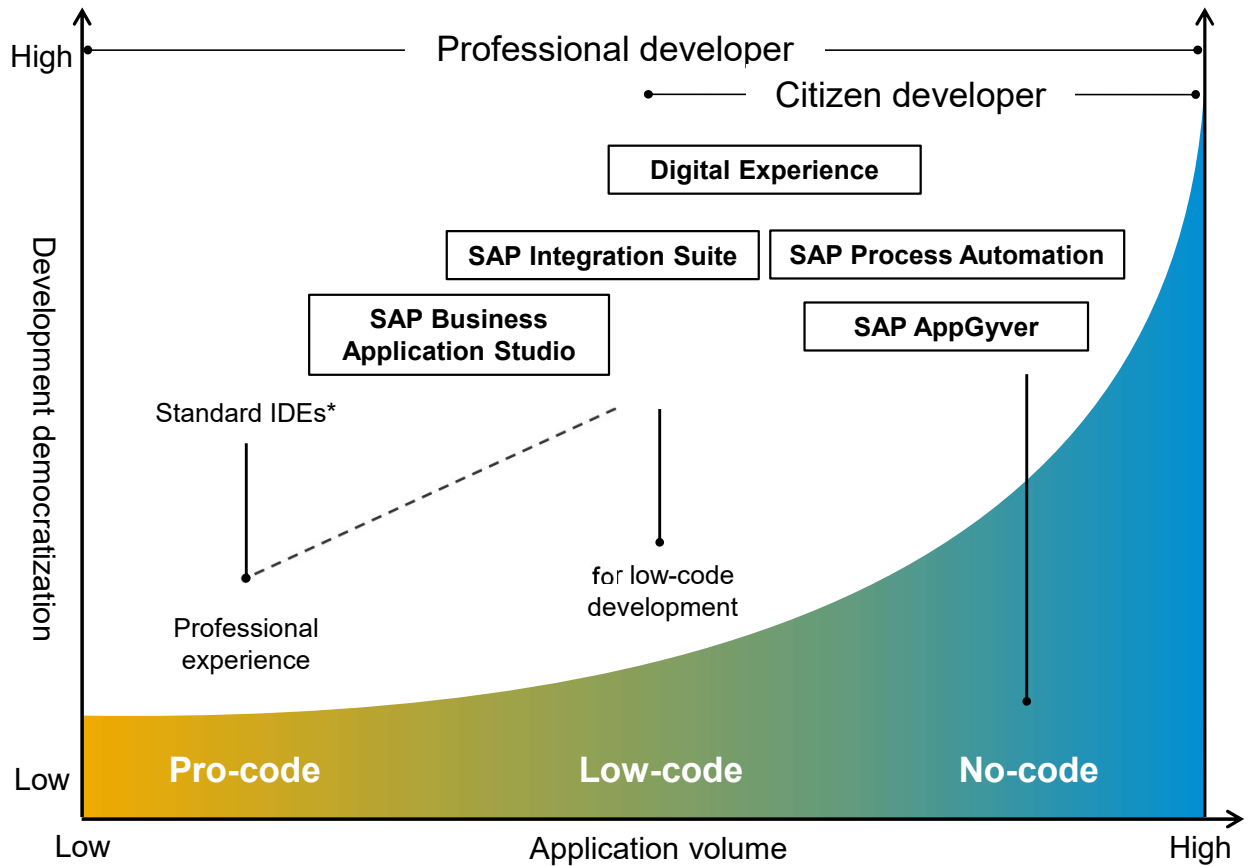 High
Professional developer
Citizen developer
Digital Experience
SAP Integration Suite
SAP Process Automation
SAP Business
Application Studio
SAP AppGyver
Development democratization
Standard IDEs*
for low-code
development
Professional
experience
Pro-code
Low-code
No-code
Low
Low
Application volume
High